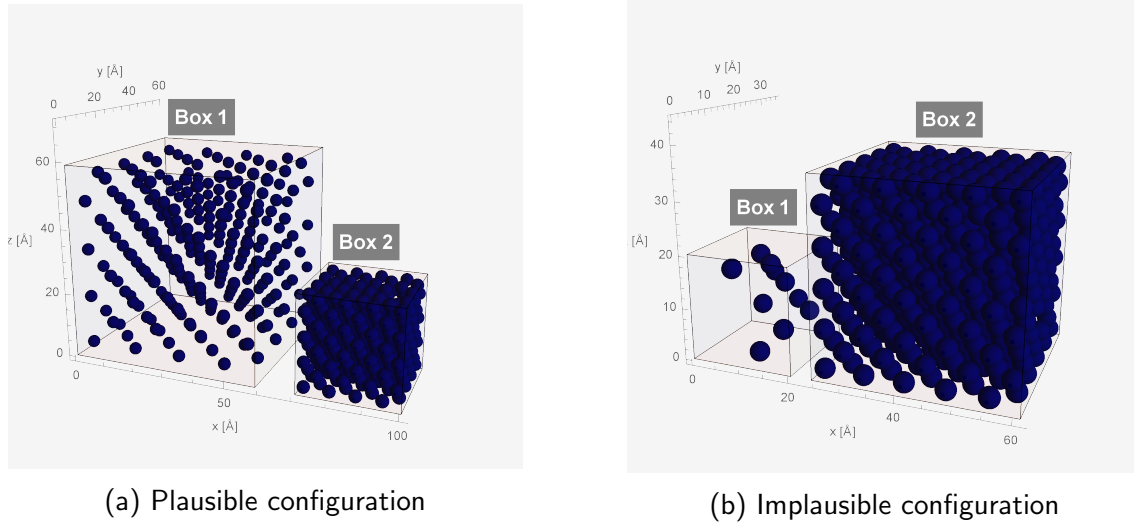 y [Å]
0 20 40 60
Box 1
60
40
z [Å]
20
0
Box 2
0 50 100
x [Å]
(a) Plausible configuration
y [Å]
0 10 20 30
Box 2
40
30
Box 1
[Å]
20
10
0
0 20 40 60
x [Å]
(b) Implausible configuration